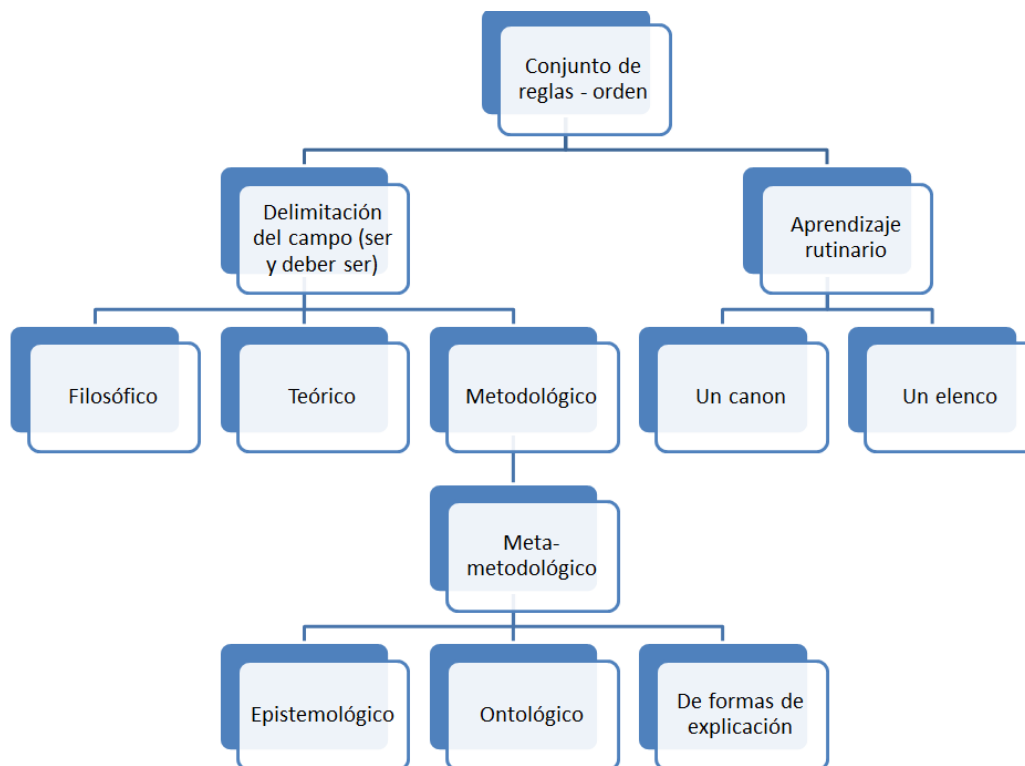 Conjunto de
reglas - orden
Delimitación
del campo (ser
y deber ser)
Aprendizaje
rutinario
Filosófico
Teórico
Metodológico
Un canon
Un elenco
Meta-
metodológico
Epistemológico
Ontológico
De formas de
explicación